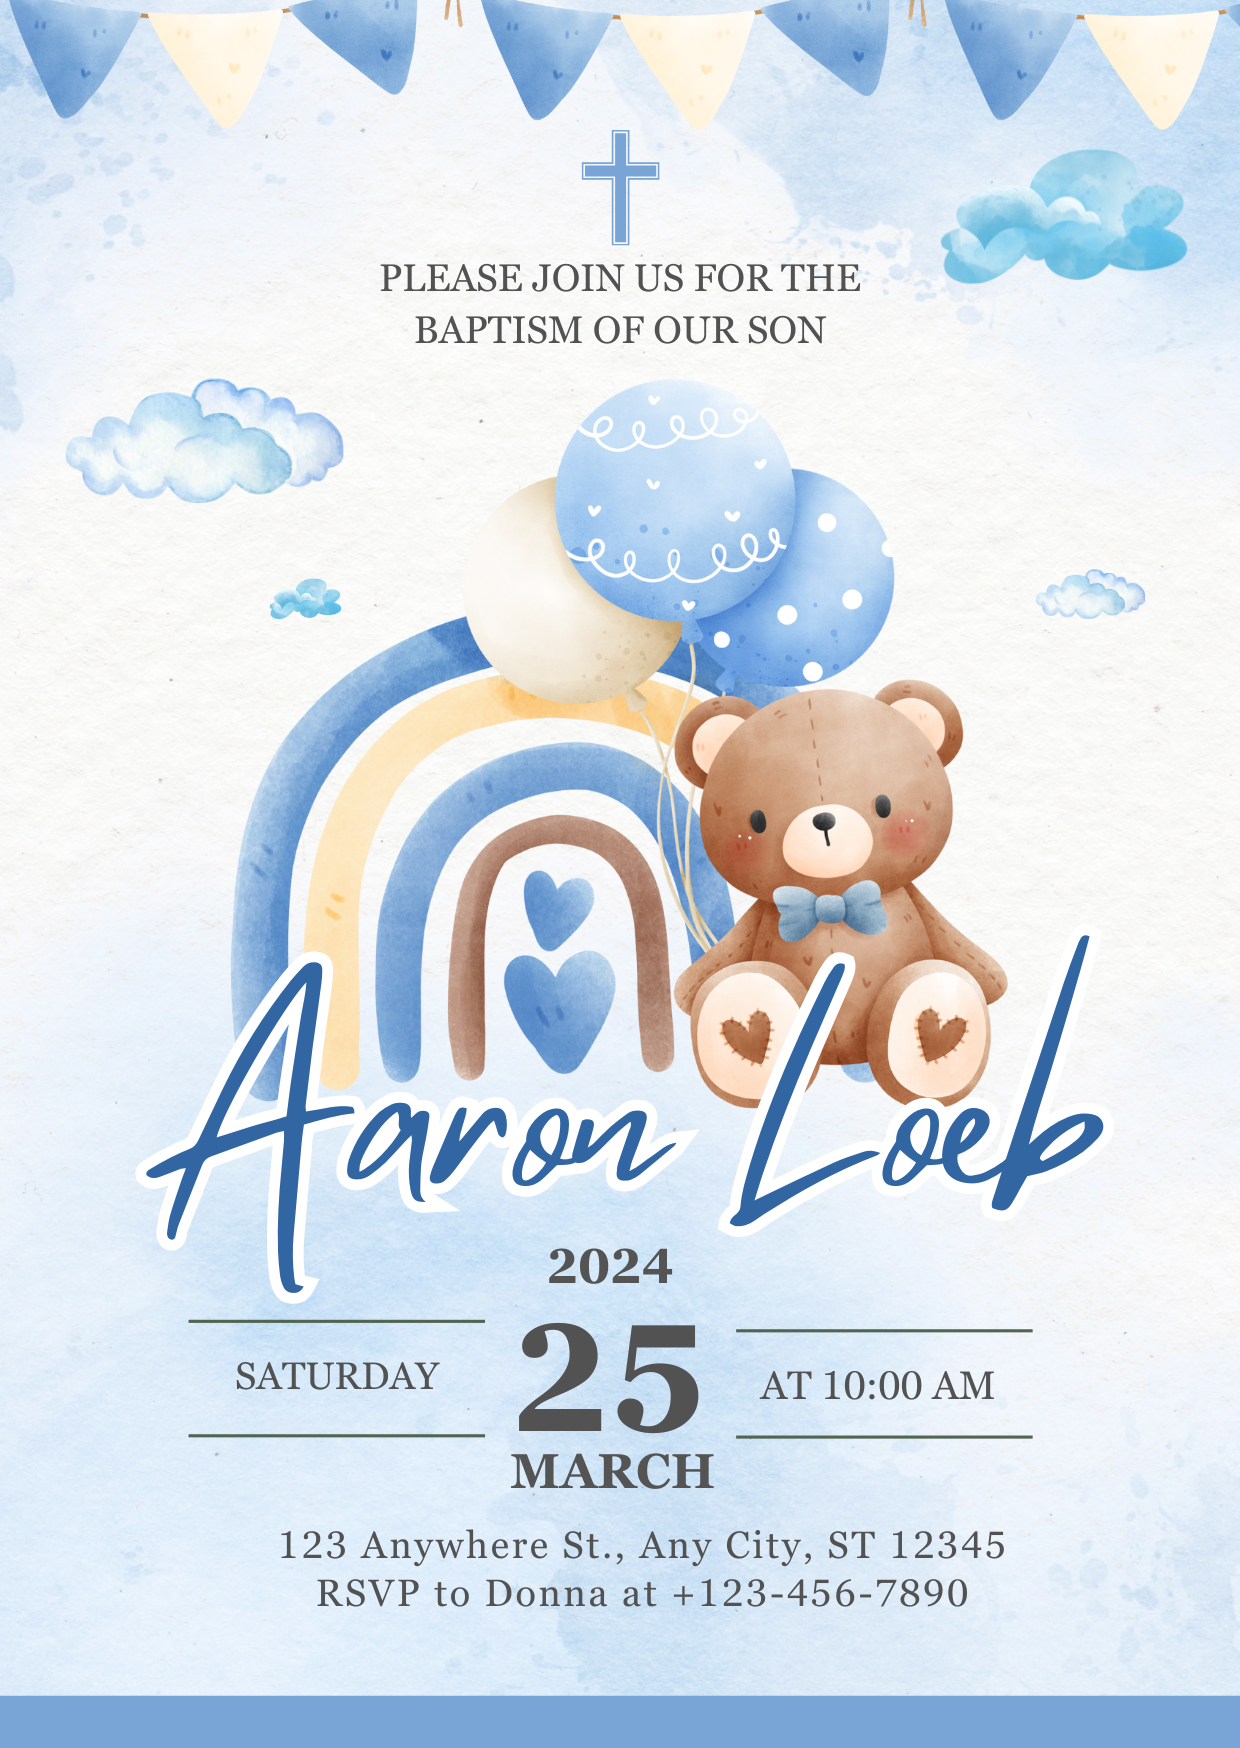 PLEASE JOIN US FOR THE
BAPTISM OF OUR SON
Aaron Loeb
2024
SATURDAY
25
AT 10:00 AM
MARCH
123 Anywhere St., Any City, ST 12345
RSVP to Donna at +123-456-7890